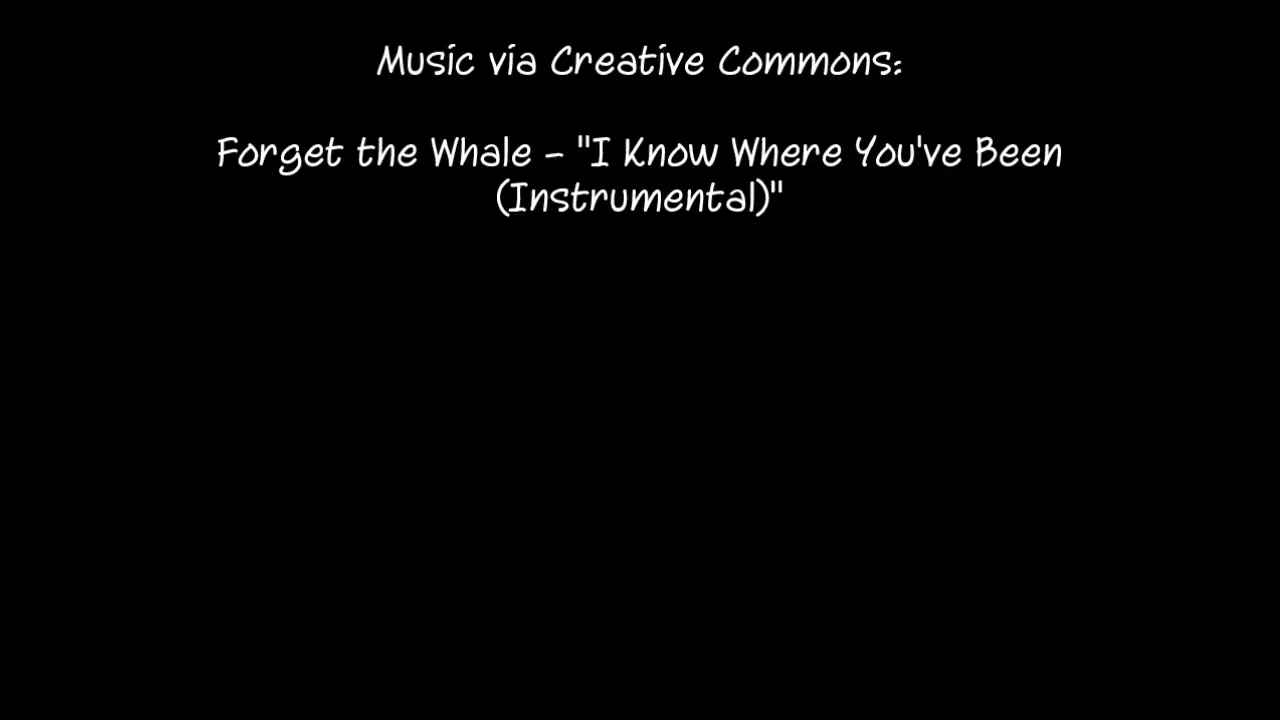 Music via Creative Commons:
Forget the Whale - "I Know Where You've Been
(Instrumental)"